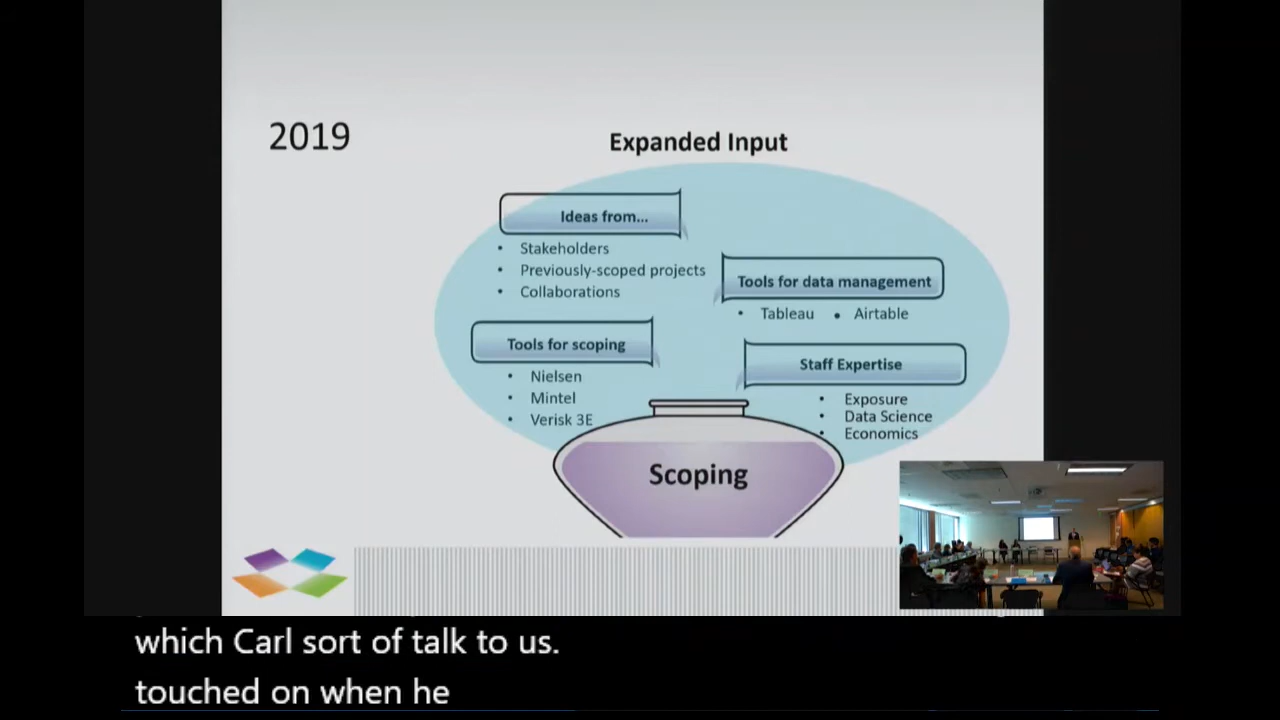 2019
Expanded Input
Ideas from...
• Stakeholders
• Previously-scoped projects
• Collaborations
Tools for data management
• Tableau • Airtable
Tools for scoping
• Nielsen
• Mintel
• Verisk 3E
Staff Expertise
• Exposure
• Data Science
• Economics
Scoping
which Carl sort of talk to us.
touched on when he